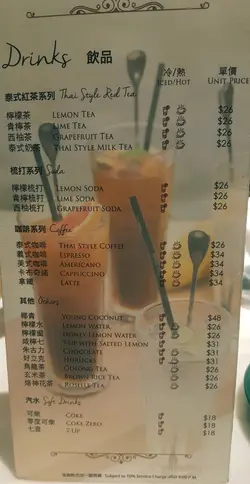 Drinks 飲品
冷/熱 單價
Iced/Hot Unit Price
泰式紅茶系列 Thai Style Red Tea
檸檬茶 Lemon Tea $26
青檸茶 Lime Tea $26
西柚茶 Grapefruit Tea $26
泰式奶茶 Thai Style Milk Tea $26
梳打系列 Soda
檸檬梳打 Lemon Soda $26
青檸梳打 Lime Soda $26
西柚梳打 Grapefruit Soda $26
咖啡系列 Coffee
泰式咖啡 Thai Style Coffee $26
義式咖啡 Espresso $34
美式咖啡 Americano $34
卡布奇諾 Cappuccino $34
拿鐵 Latte $34
其他 Others
椰青 Young Coconut $48
檸檬水 Lemon Water $26
檸檬蜜 Honey Lemon Water $26
咸檸七 7up with Salted Lemon $31
朱古力 Chocolate $31
好立克 Horlicks $31
烏龍茶 Oolong Tea $26
玄米茶 Brown Rice Tea $26
洛神花茶 Roselle Tea $26
汽水 Soft Drinks
可樂 Coke $18
零度可樂 Coke Zero $18
七喜 7 Up $18
Subject to 10% Service Charge